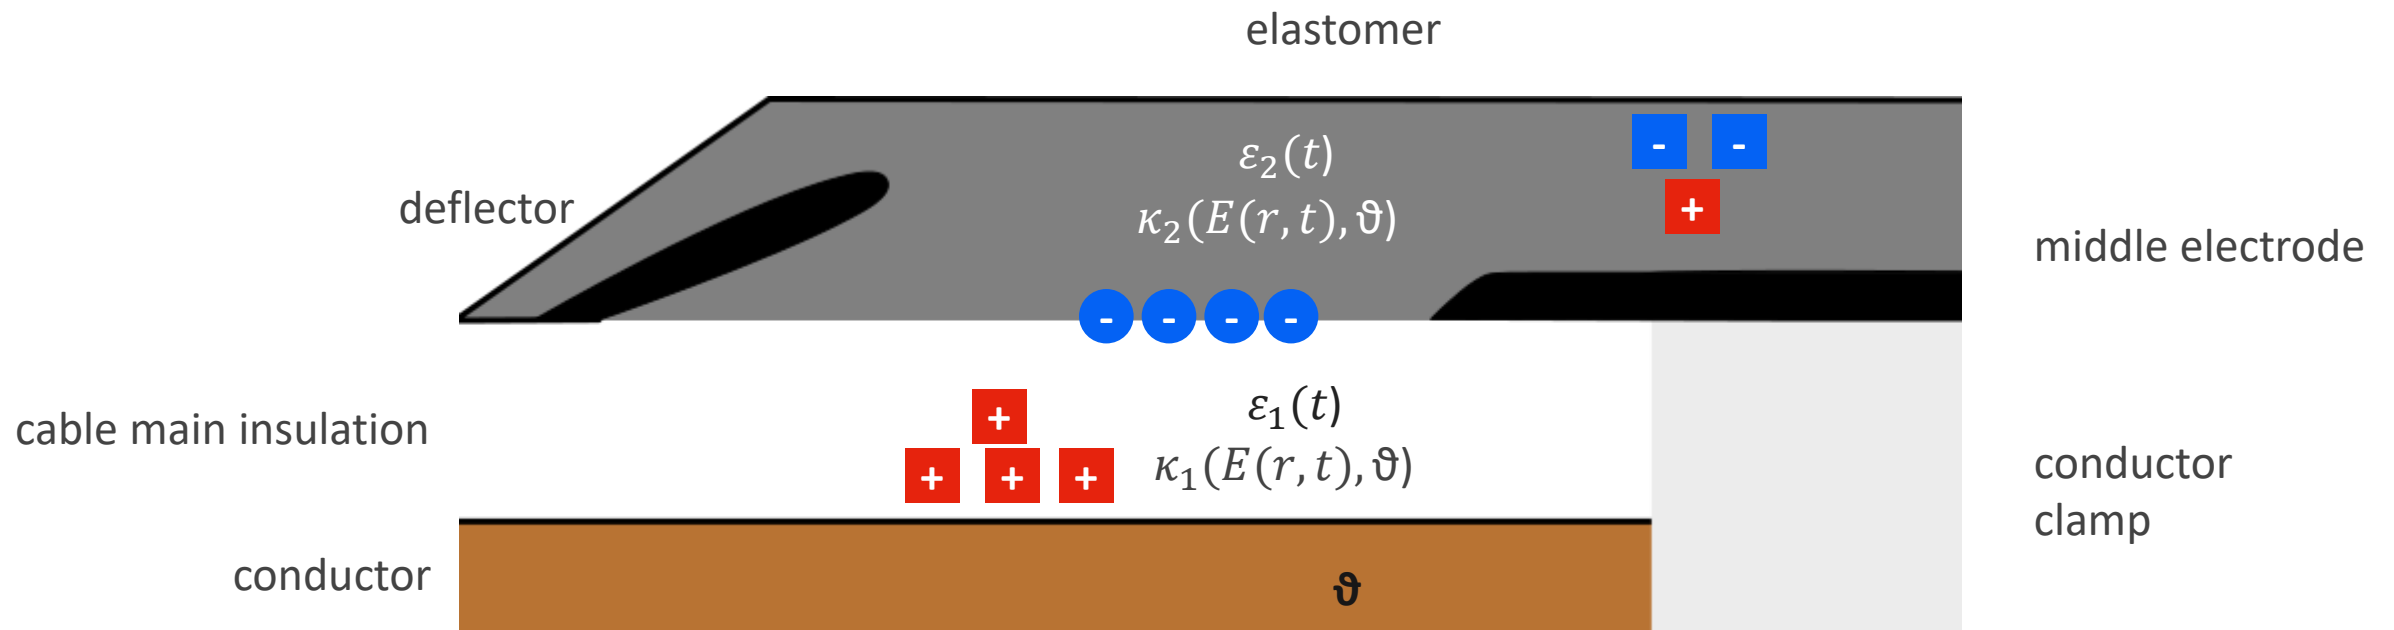 elastomer
ε₂(t)
- -
deflector
κ₂(E(r, t), ϑ)
+
middle electrode
- - - -
+
ε₁(t)
cable main insulation
+ + +
κ₁(E(r, t), ϑ)
conductor
clamp
conductor
ϑ